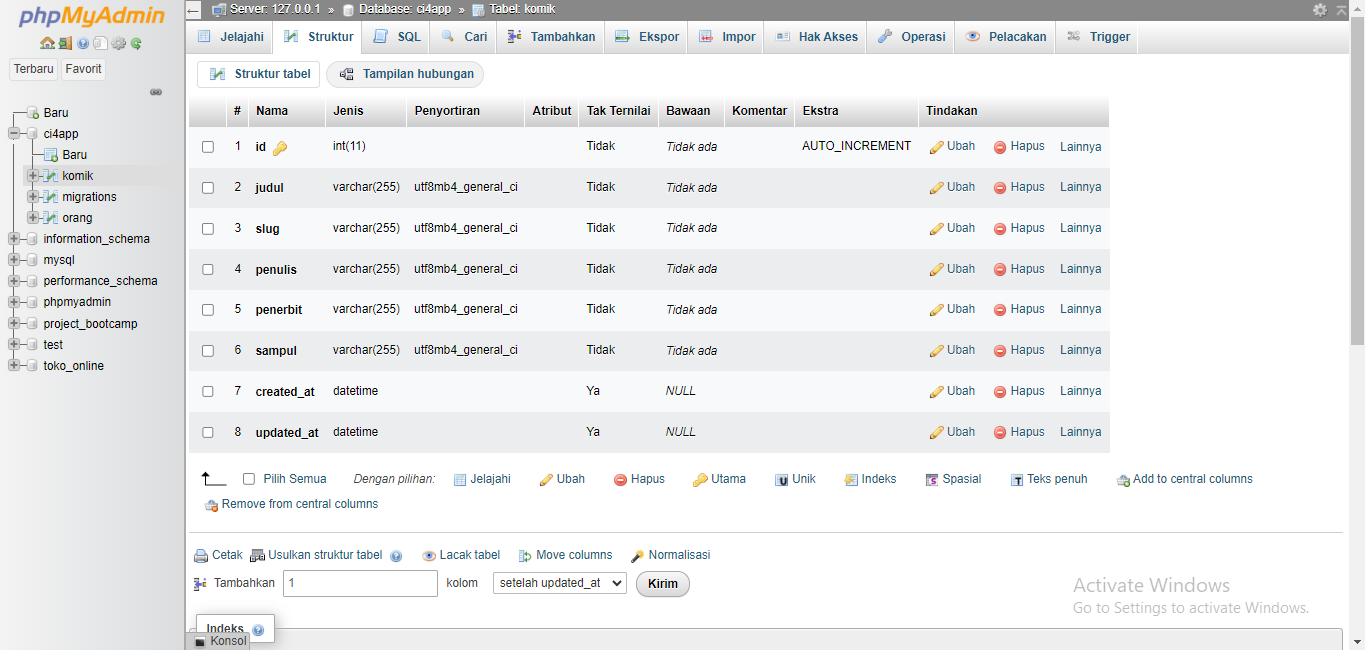 phpMyAdmin
Terbaru Favorit
Baru
ci4app
Baru
komik
migrations
orang
information_schema
mysql
performance_schema
phpmyadmin
project_bootcamp
test
toko_online
Server: 127.0.0.1 » Database: ci4app » Tabel: komik
Jelajahi Struktur SQL Cari Tambahkan Ekspor Impor Hak Akses Operasi Pelacakan Trigger
Struktur tabel Tampilan hubungan
# Nama Jenis Penyortiran Atribut Tak Ternilai Bawaan Komentar Ekstra Tindakan
1 id int(11) Tidak Tidak ada AUTO_INCREMENT Ubah Hapus Lainnya
2 judul varchar(255) utf8mb4_general_ci Tidak Tidak ada Ubah Hapus Lainnya
3 slug varchar(255) utf8mb4_general_ci Tidak Tidak ada Ubah Hapus Lainnya
4 penulis varchar(255) utf8mb4_general_ci Tidak Tidak ada Ubah Hapus Lainnya
5 penerbit varchar(255) utf8mb4_general_ci Tidak Tidak ada Ubah Hapus Lainnya
6 sampul varchar(255) utf8mb4_general_ci Tidak Tidak ada Ubah Hapus Lainnya
7 created_at datetime Ya NULL Ubah Hapus Lainnya
8 updated_at datetime Ya NULL Ubah Hapus Lainnya
Pilih Semua Dengan pilihan: Jelajahi Ubah Hapus Utama Unik Indeks Spasial Teks penuh Add to central columns
Remove from central columns
Cetak Usulkan struktur tabel Lacak tabel Move columns Normalisasi
Tambahkan 1 kolom setelah updated_at Kirim
Activate Windows
Go to Settings to activate Windows.
Indeks
Konsol